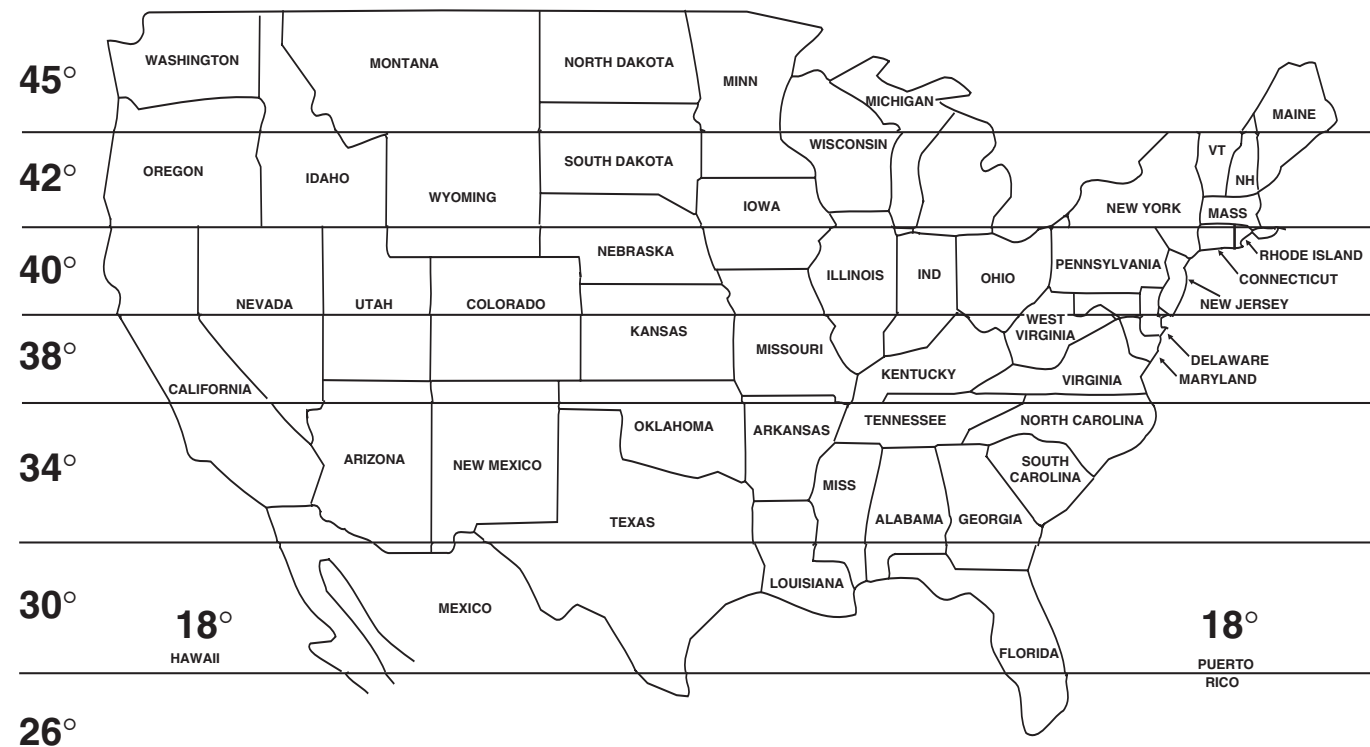 WASHINGTON
MONTANA
NORTH DAKOTA
MINN
45°
MICHIGAN
MAINE
WISCONSIN
VT
OREGON
IDAHO
SOUTH DAKOTA
42°
WYOMING
NH
IOWA
NEW YORK
MASS
NEBRASKA
RHODE ISLAND
40°
ILLINOIS
IND
OHIO
PENNSYLVANIA
CONNECTICUT
NEVADA
UTAH
COLORADO
NEW JERSEY
KANSAS
WEST
VIRGINIA
38°
MISSOURI
DELAWARE
KENTUCKY
MARYLAND
CALIFORNIA
VIRGINIA
OKLAHOMA
ARKANSAS
TENNESSEE
NORTH CAROLINA
34°
ARIZONA
NEW MEXICO
SOUTH
CAROLINA
MISS
TEXAS
ALABAMA
GEORGIA
LOUISIANA
30°
MEXICO
18°
HAWAII
FLORIDA
18°
PUERTO
RICO
26°